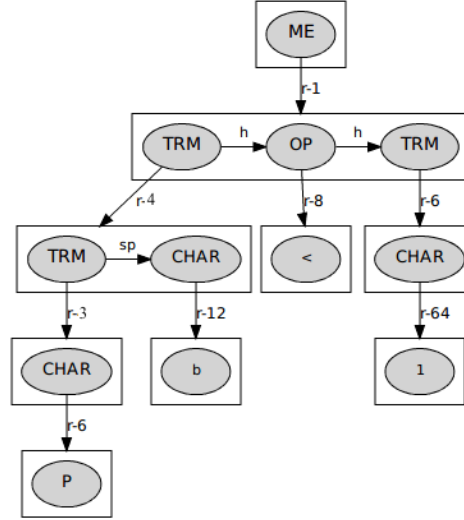 ME
r-1
TRM h OP h TRM
r-4 r-8 r-6
TRM sp CHAR < CHAR
r-3 r-12 r-64
CHAR b 1
r-6
P